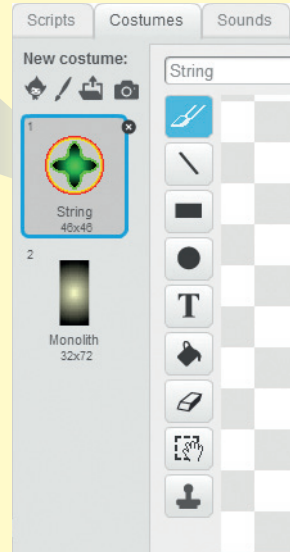 Scripts Costumes Sounds
New costume:
String
1
String
46x46
2
Monolith
32x72
T